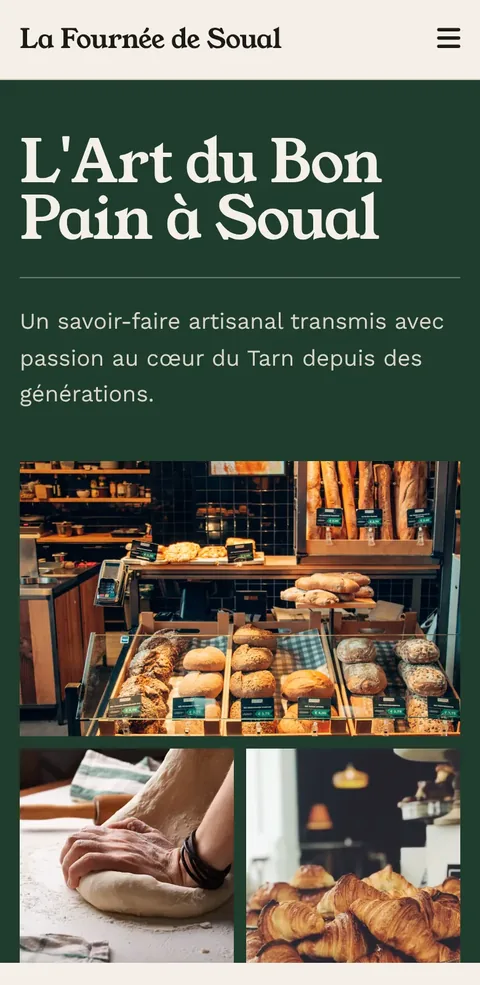 La Fournée de Soual
L'Art du Bon
Pain à Soual
Un savoir-faire artisanal transmis avec
passion au cœur du Tarn depuis des
générations.